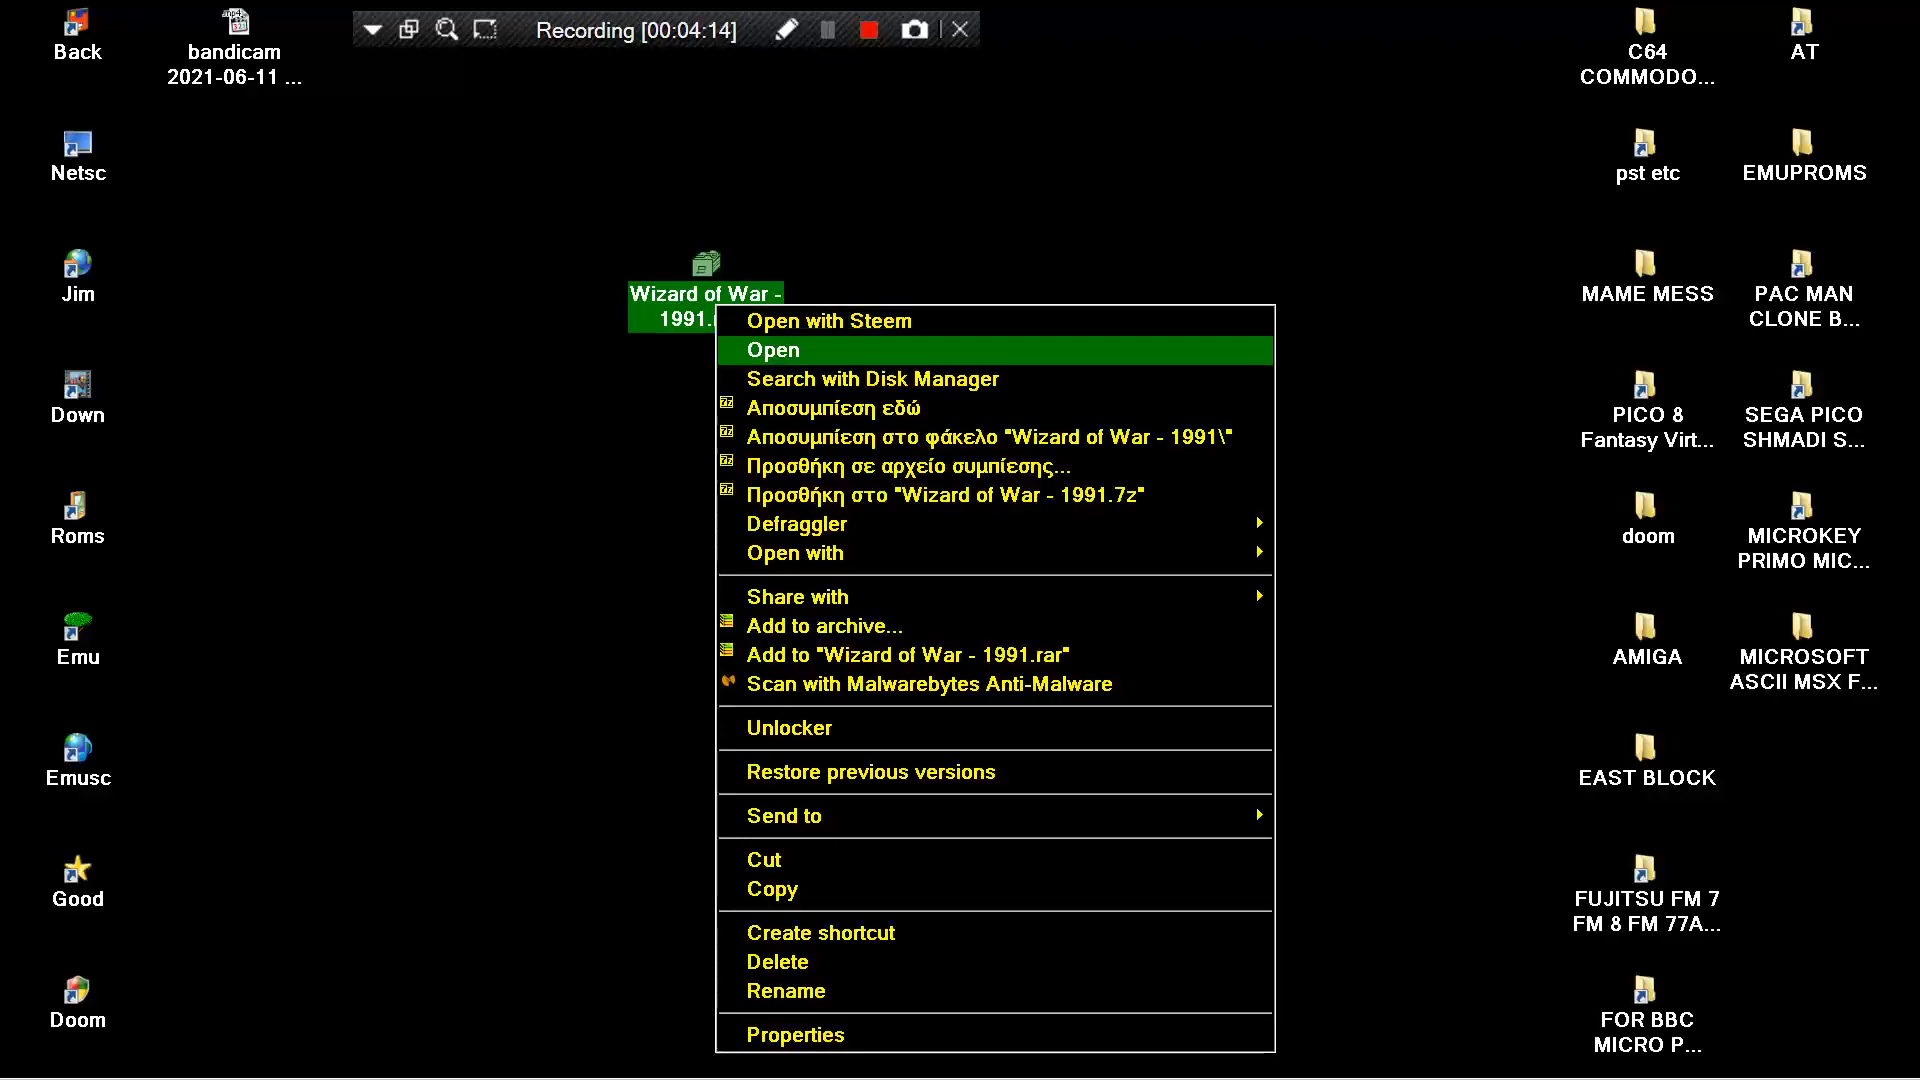 Recording [00:04:14]
Back
bandicam
2021-06-11 ...
Netsc
Jim
Down
Roms
Emu
Emusc
Good
Doom
Wizard of War -
1991.
Open with Steem
Open
Search with Disk Manager
Αποσυμπίεση εδώ
Αποσυμπίεση στο φάκελο "Wizard of War - 1991\"
Προσθήκη σε αρχείο συμπίεσης...
Προσθήκη στο "Wizard of War - 1991.7z"
Defraggler
Open with
Share with
Add to archive...
Add to "Wizard of War - 1991.rar"
Scan with Malwarebytes Anti-Malware
Unlocker
Restore previous versions
Send to
Cut
Copy
Create shortcut
Delete
Rename
Properties
C64
COMMODO...
pst etc
MAME MESS
PICO 8
Fantasy Virt...
doom
AMIGA
EAST BLOCK
FUJITSU FM 7
FM 8 FM 77A...
FOR BBC
MICRO P...
AT
EMUPROMS
PAC MAN
CLONE B...
SEGA PICO
SHMADI S...
MICROKEY
PRIMO MIC...
MICROSOFT
ASCII MSX F...